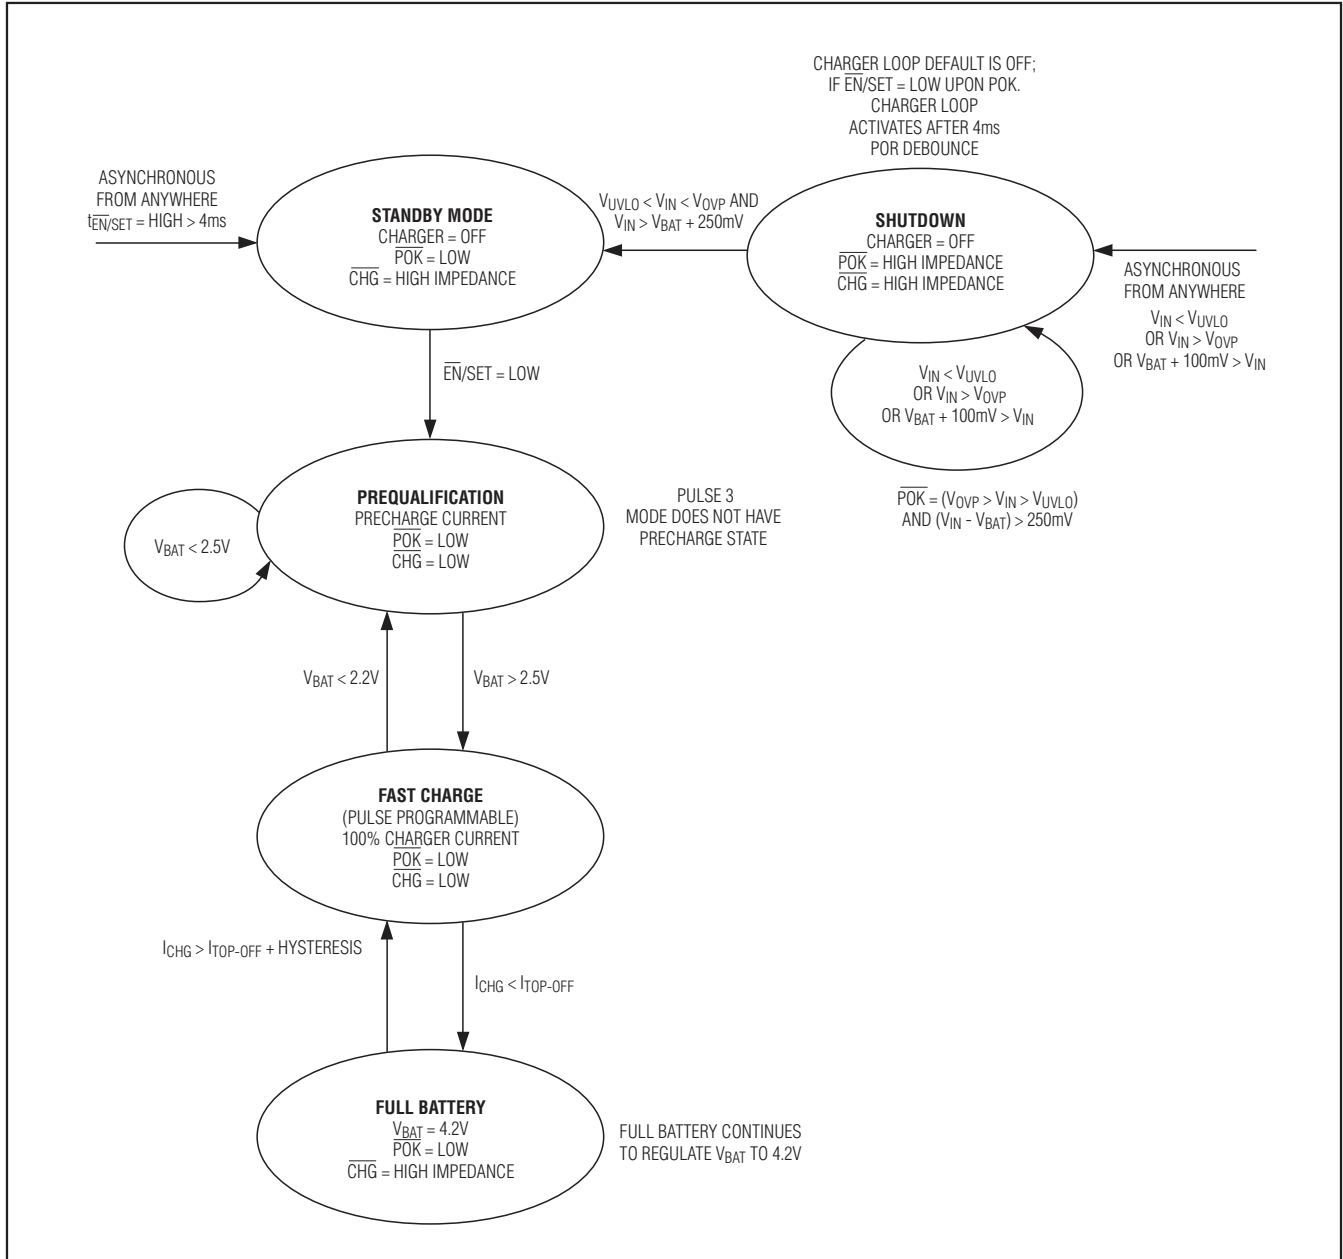 CHARGER LOOP DEFAULT IS OFF;
IF EN/SET = LOW UPON POK.
CHARGER LOOP
ACTIVATES AFTER 4ms
POR DEBOUNCE
ASYNCHRONOUS
FROM ANYWHERE
tEN/SET = HIGH > 4ms
STANDBY MODE
CHARGER = OFF
POK = LOW
CHG = HIGH IMPEDANCE
VUVLO < VIN < VOVP AND
VIN > VBAT + 250mV
SHUTDOWN
CHARGER = OFF
POK = HIGH IMPEDANCE
CHG = HIGH IMPEDANCE
ASYNCHRONOUS
FROM ANYWHERE
VIN < VUVLO
OR VIN > VOVP
OR VBAT + 100mV > VIN
EN/SET = LOW
VIN < VUVLO
OR VIN > VOVP
OR VBAT + 100mV > VIN
POK = (VOVP > VIN > VUVLO)
AND (VIN - VBAT) > 250mV
PREQUALIFICATION
PRECHARGE CURRENT
POK = LOW
CHG = LOW
PULSE 3
MODE DOES NOT HAVE
PRECHARGE STATE
VBAT < 2.5V
VBAT < 2.2V
VBAT > 2.5V
FAST CHARGE
(PULSE PROGRAMMABLE)
100% CHARGER CURRENT
POK = LOW
CHG = LOW
ICHG > ITOP-OFF + HYSTERESIS
ICHG < ITOP-OFF
FULL BATTERY
VBAT = 4.2V
POK = LOW
CHG = HIGH IMPEDANCE
FULL BATTERY CONTINUES
TO REGULATE VBAT TO 4.2V